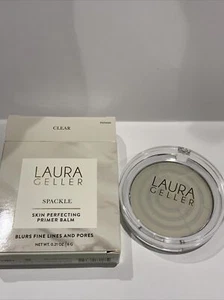 CLEAR
LAURA
GELLER
SPACKLE
SKIN PERFECTING
PRIMER BALM
BLURS FINE LINES AND PORES
LAURA
GELLER